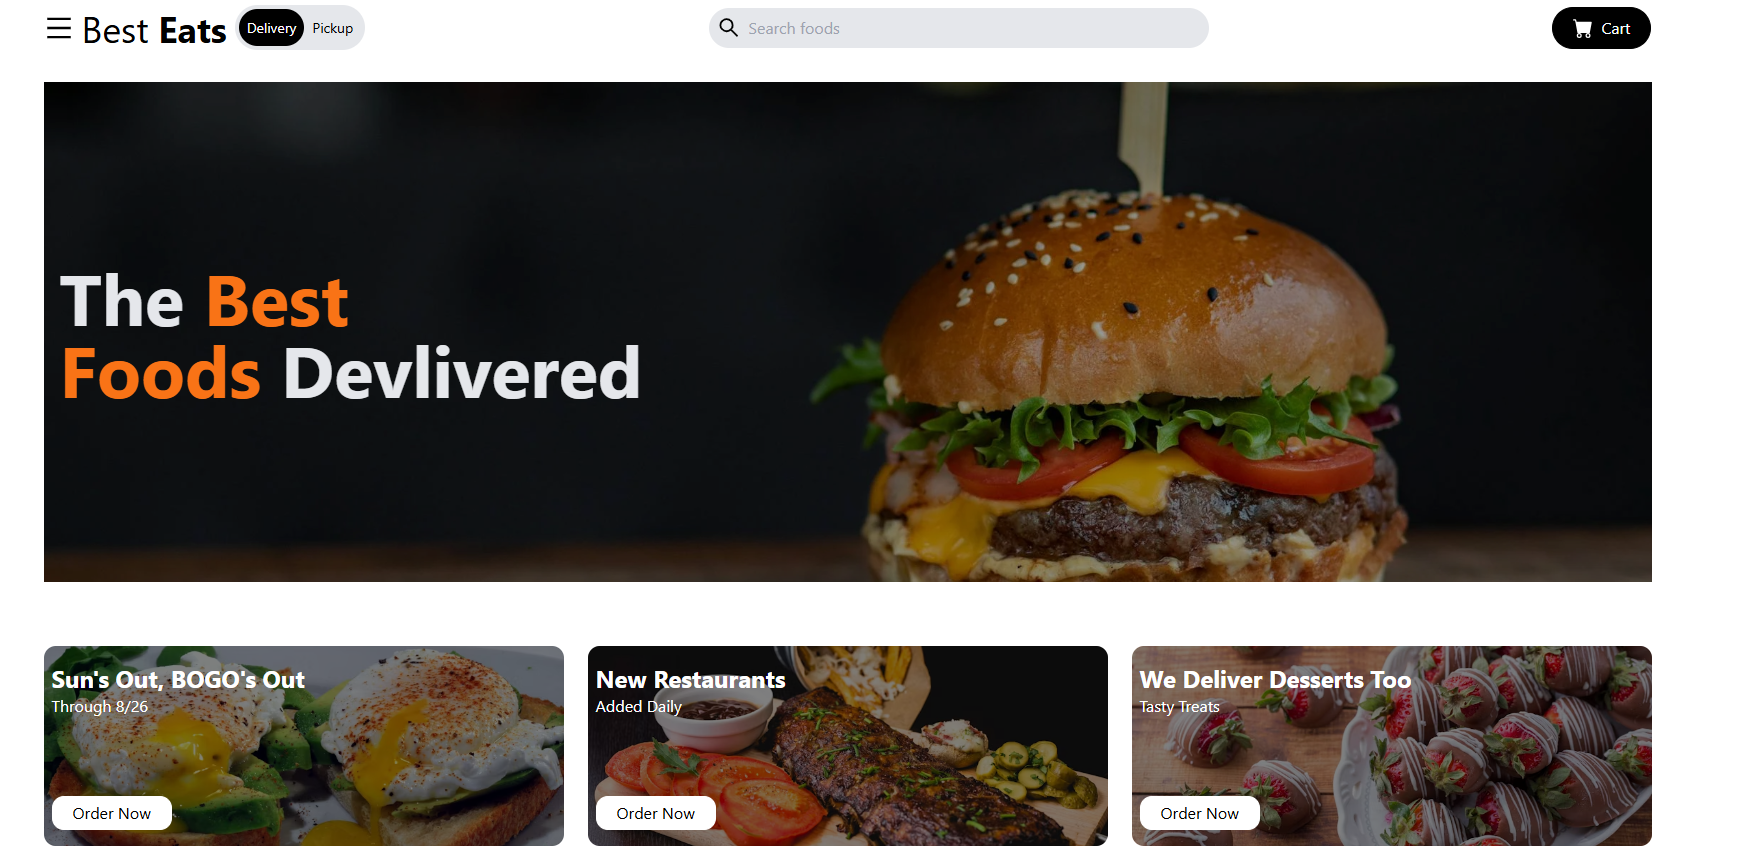 Best Eats Delivery Pickup Search foods Cart
The Best
Foods Devlivered
Sun's Out, BOGO's Out
Through 8/26
Order Now
New Restaurants
Added Daily
Order Now
We Deliver Desserts Too
Tasty Treats
Order Now